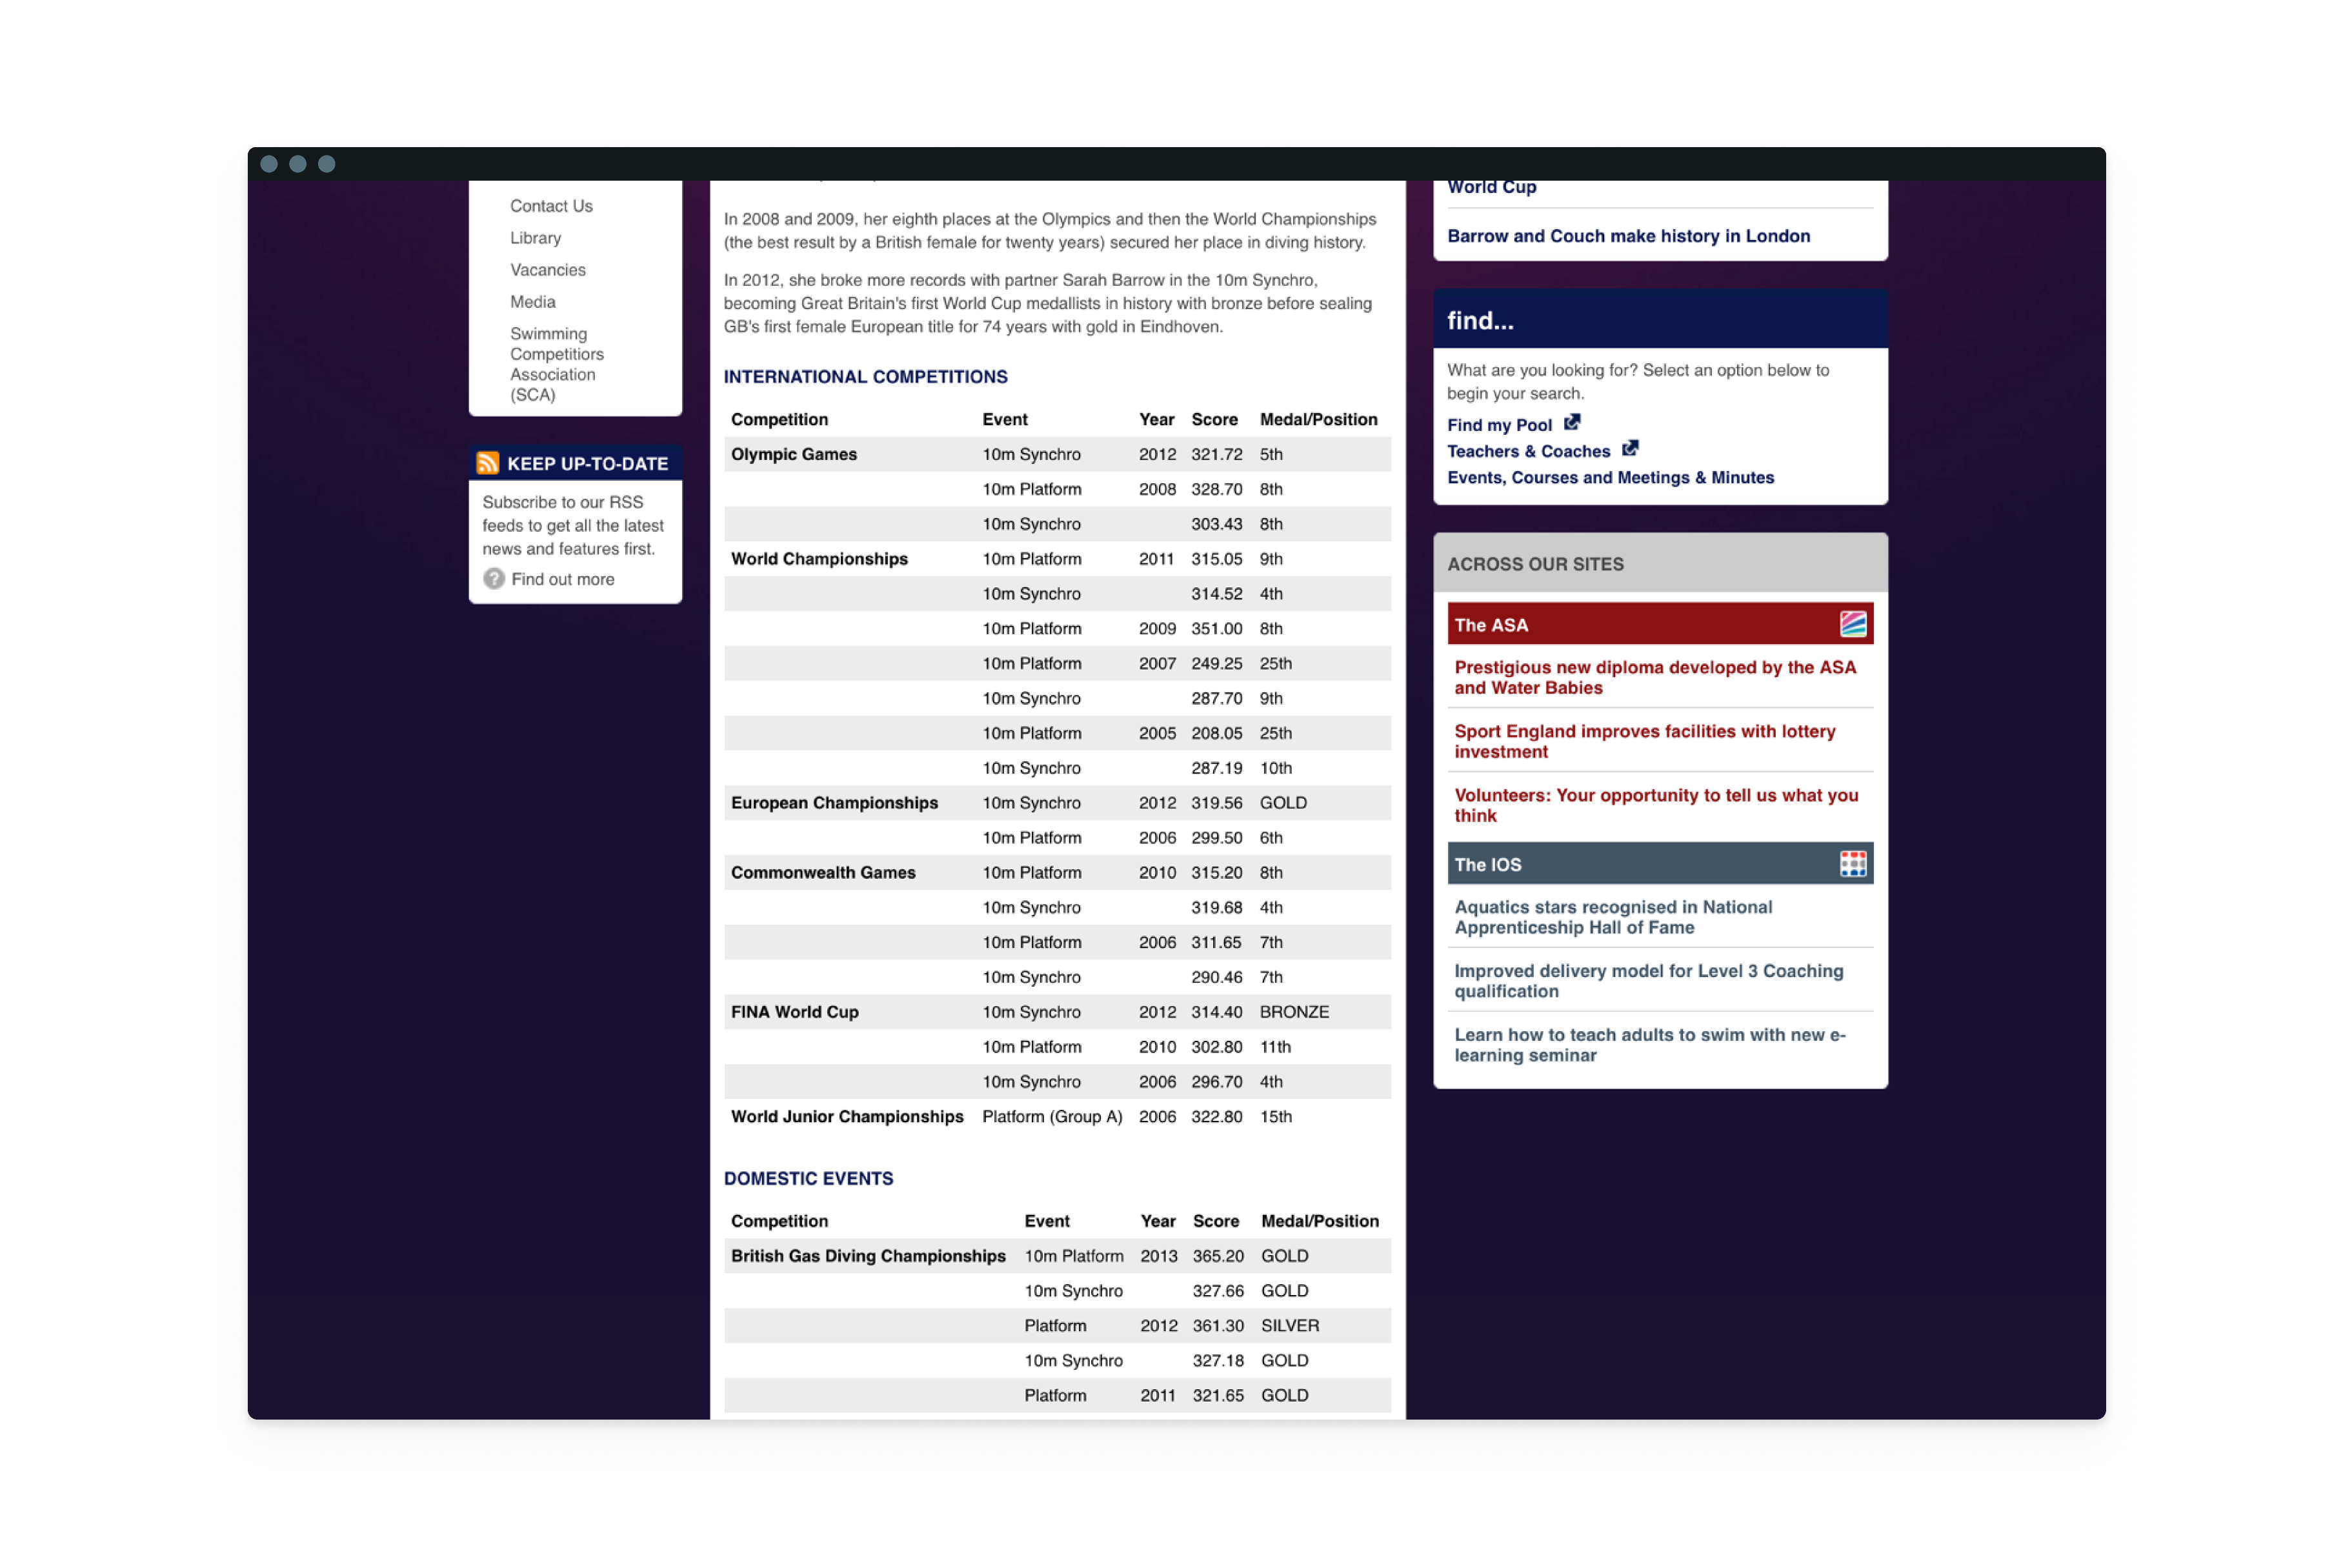 Contact Us
Library
Vacancies
Media
Swimming
Competitiors
Association
(SCA)
KEEP UP-TO-DATE
Subscribe to our RSS
feeds to get all the latest
news and features first.
Find out more
In 2008 and 2009, her eighth places at the Olympics and then the World Championships
(the best result by a British female for twenty years) secured her place in diving history.
In 2012, she broke more records with partner Sarah Barrow in the 10m Synchro,
becoming Great Britain's first World Cup medallists in history with bronze before sealing
GB's first female European title for 74 years with gold in Eindhoven.
INTERNATIONAL COMPETITIONS
Competition Event Year Score Medal/Position
Olympic Games 10m Synchro 2012 321.72 5th
10m Platform 2008 328.70 8th
10m Synchro 303.43 8th
World Championships 10m Platform 2011 315.05 9th
10m Synchro 314.52 4th
10m Platform 2009 351.00 8th
10m Platform 2007 249.25 25th
10m Synchro 287.70 9th
10m Platform 2005 208.05 25th
10m Synchro 287.19 10th
European Championships 10m Synchro 2012 319.56 GOLD
10m Platform 2006 299.50 6th
Commonwealth Games 10m Platform 2010 315.20 8th
10m Synchro 319.68 4th
10m Platform 2006 311.65 7th
10m Synchro 290.46 7th
FINA World Cup 10m Synchro 2012 314.40 BRONZE
10m Platform 2010 302.80 11th
10m Synchro 2006 296.70 4th
World Junior Championships Platform (Group A) 2006 322.80 15th
DOMESTIC EVENTS
Competition Event Year Score Medal/Position
British Gas Diving Championships 10m Platform 2013 365.20 GOLD
10m Synchro 327.66 GOLD
Platform 2012 361.30 SILVER
10m Synchro 327.18 GOLD
Platform 2011 321.65 GOLD
World Cup
Barrow and Couch make history in London
find...
What are you looking for? Select an option below to
begin your search.
Find my Pool
Teachers & Coaches
Events, Courses and Meetings & Minutes
ACROSS OUR SITES
The ASA
Prestigious new diploma developed by the ASA
and Water Babies
Sport England improves facilities with lottery
investment
Volunteers: Your opportunity to tell us what you
think
The IOS
Aquatics stars recognised in National
Apprenticeship Hall of Fame
Improved delivery model for Level 3 Coaching
qualification
Learn how to teach adults to swim with new e-
learning seminar